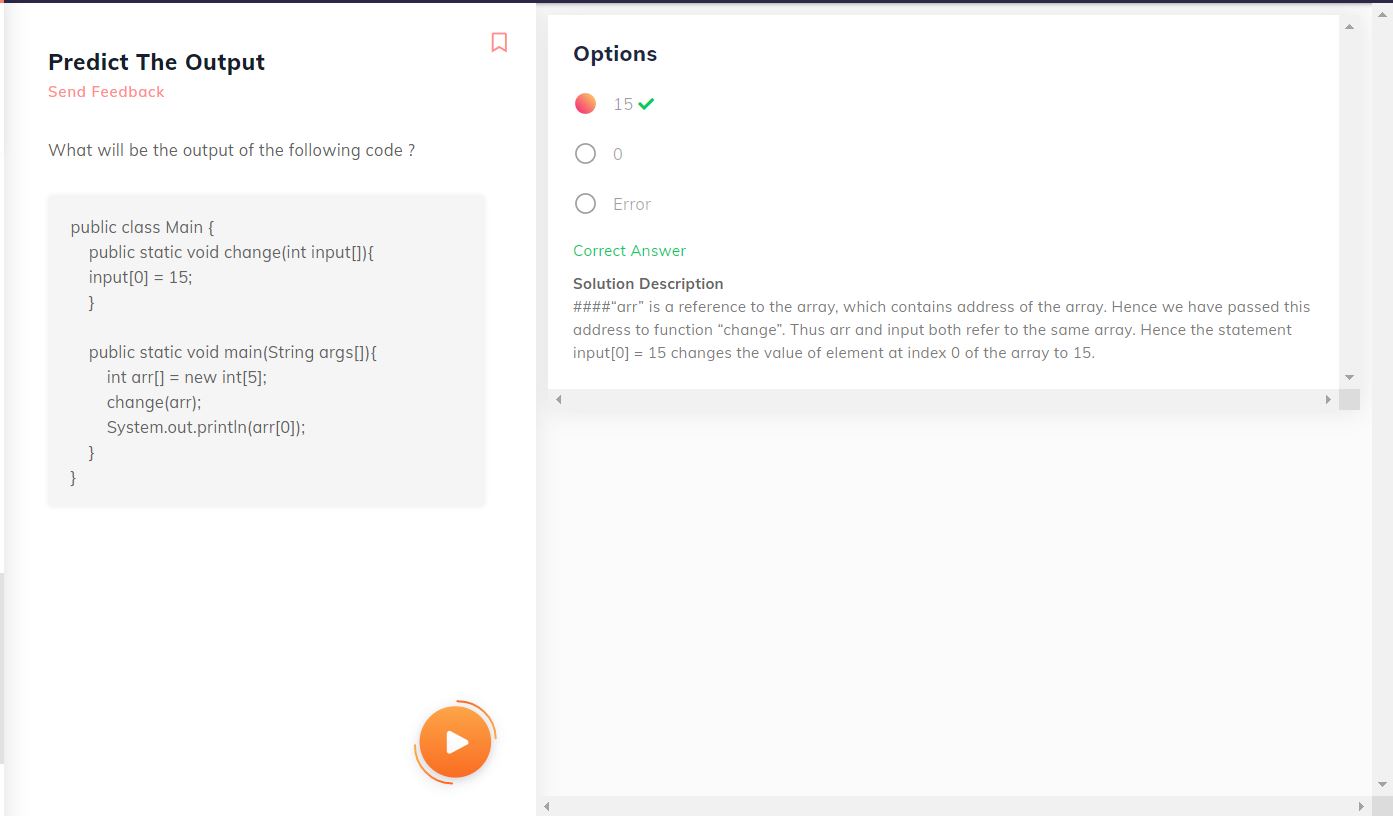 Predict The Output
Send Feedback
What will be the output of the following code ?
public class Main {
public static void change(int input[]){
input[0] = 15;
}
public static void main(String args[]){
int arr[] = new int[5];
change(arr);
System.out.println(arr[0]);
}
}
Options
15
0
Error
Correct Answer
Solution Description
####“arr” is a reference to the array, which contains address of the array. Hence we have passed this
address to function “change”. Thus arr and input both refer to the same array. Hence the statement
input[0] = 15 changes the value of element at index 0 of the array to 15.